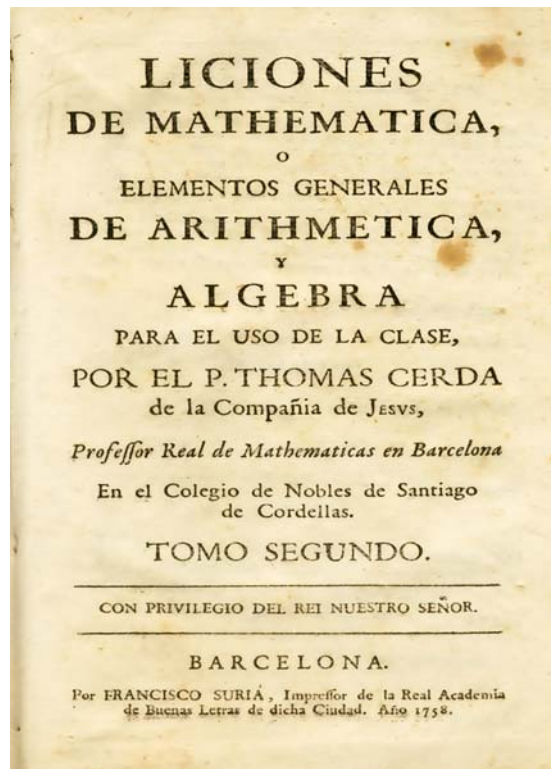 LICIONES
DE MATHEMATICA,
O
ELEMENTOS GENERALES
DE ARITHMETICA,
Y
ALGEBRA
PARA EL USO DE LA CLASE,
POR EL P. THOMAS CERDA
de la Compañia de JESVS,
Profeſſor Real de Mathematicas en Barcelona
En el Colegio de Nobles de Santiago
de Cordellas.
TOMO SEGUNDO.
CON PRIVILEGIO DEL REI NUESTRO SEÑOR.
BARCELONA.
Por FRANCISCO SURIÁ, Impreſſor de la Real Academia
de Buenas Letras de dicha Ciudad. Año 1758.